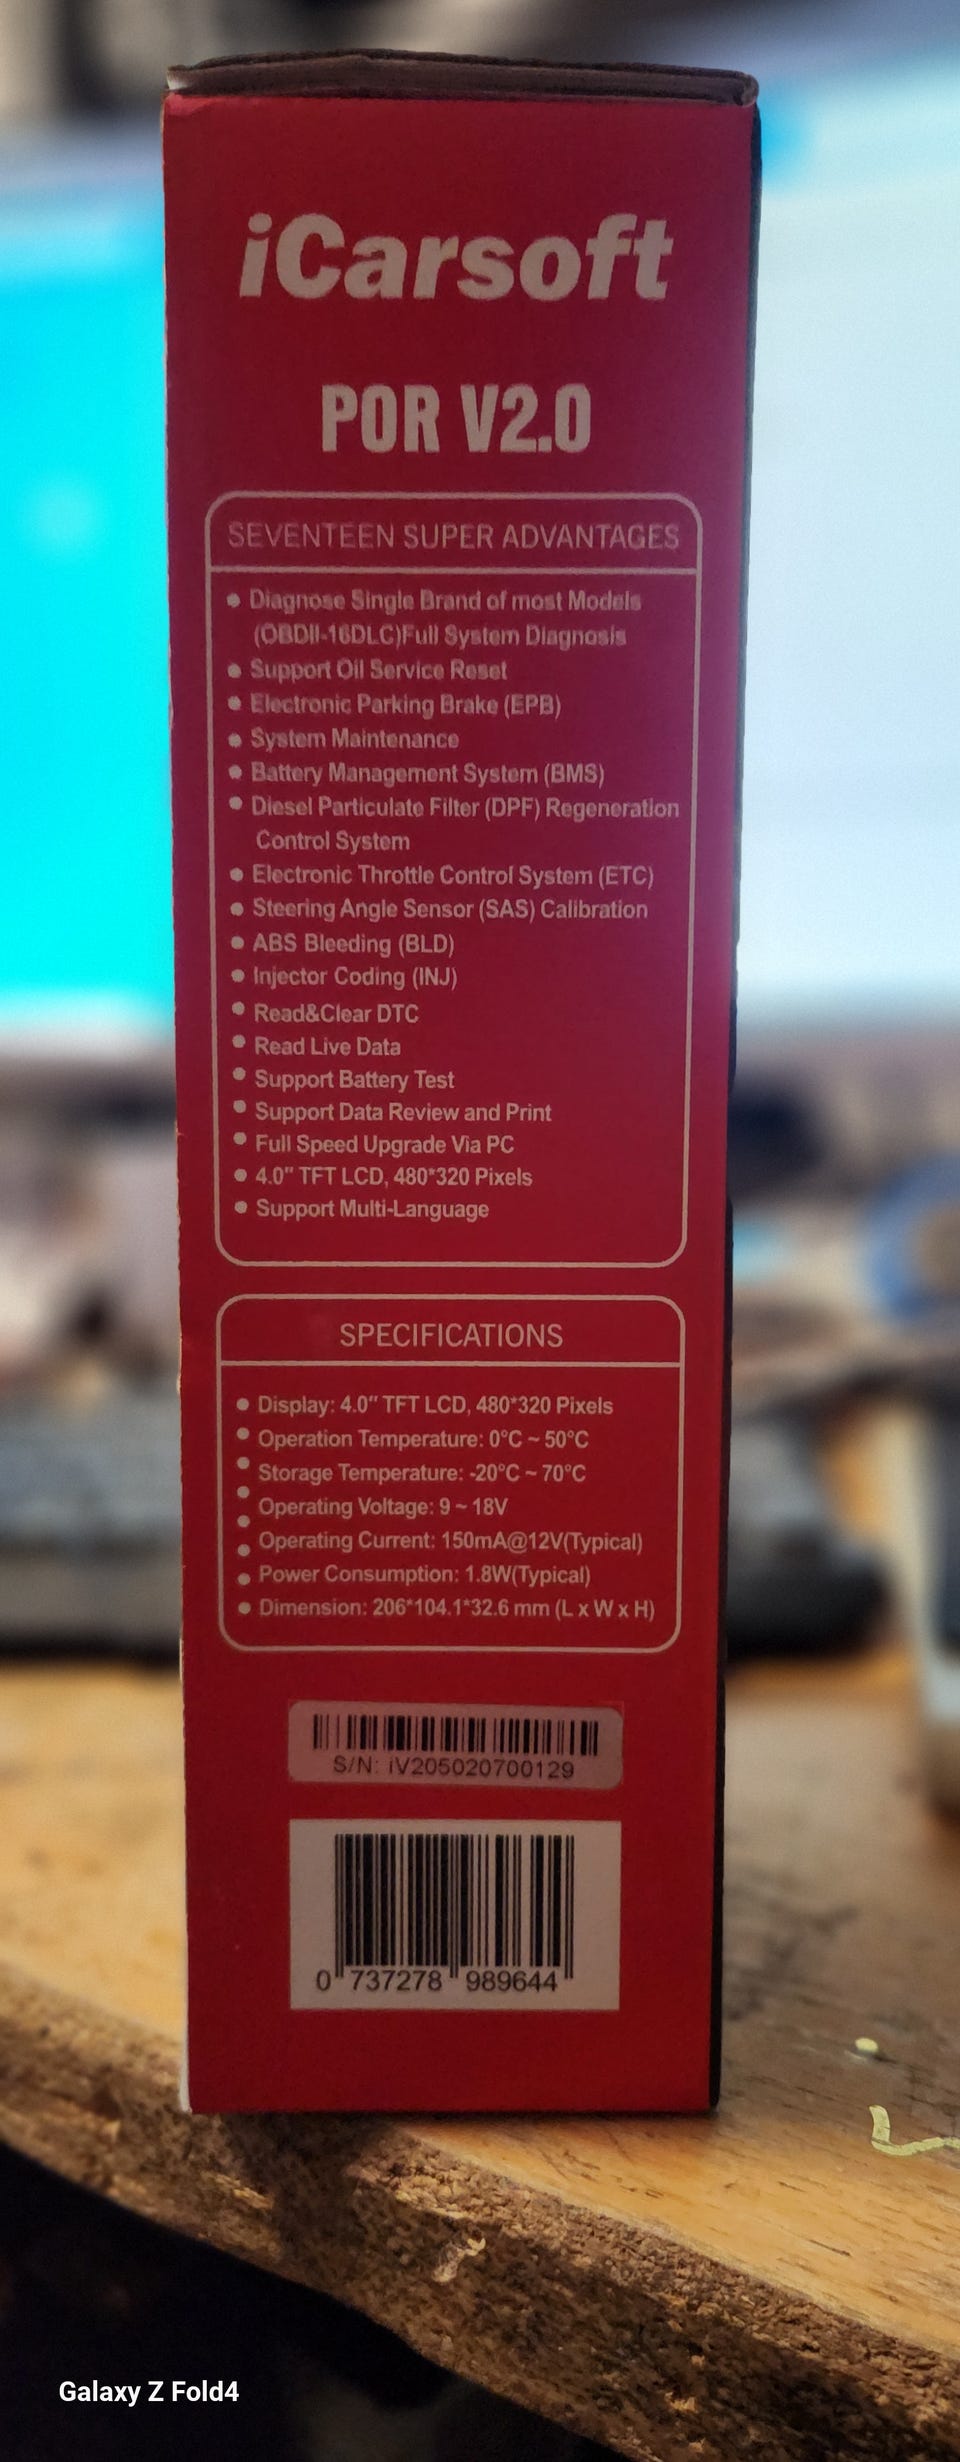 iCarsoft
POR V2.0
SEVENTEEN SUPER ADVANTAGES
● Diagnose Single Brand of most Models
(OBDII-16DLC)Full System Diagnosis
● Support Oil Service Reset
● Electronic Parking Brake (EPB)
● System Maintenance
● Battery Management System (BMS)
● Diesel Particulate Filter (DPF) Regeneration
Control System
● Electronic Throttle Control System (ETC)
● Steering Angle Sensor (SAS) Calibration
● ABS Bleeding (BLD)
● Injector Coding (INJ)
● Read&Clear DTC
● Read Live Data
● Support Battery Test
● Support Data Review and Print
● Full Speed Upgrade Via PC
● 4.0" TFT LCD, 480*320 Pixels
● Support Multi-Language
SPECIFICATIONS
● Display: 4.0" TFT LCD, 480*320 Pixels
● Operation Temperature: 0°C ~ 50°C
● Storage Temperature: -20°C ~ 70°C
● Operating Voltage: 9 ~ 18V
● Operating Current: 150mA@12V(Typical)
● Power Consumption: 1.8W(Typical)
● Dimension: 206*104.1*32.6 mm (L x W x H)
S/N: iV205020700129
0 737278 989644
Galaxy Z Fold4